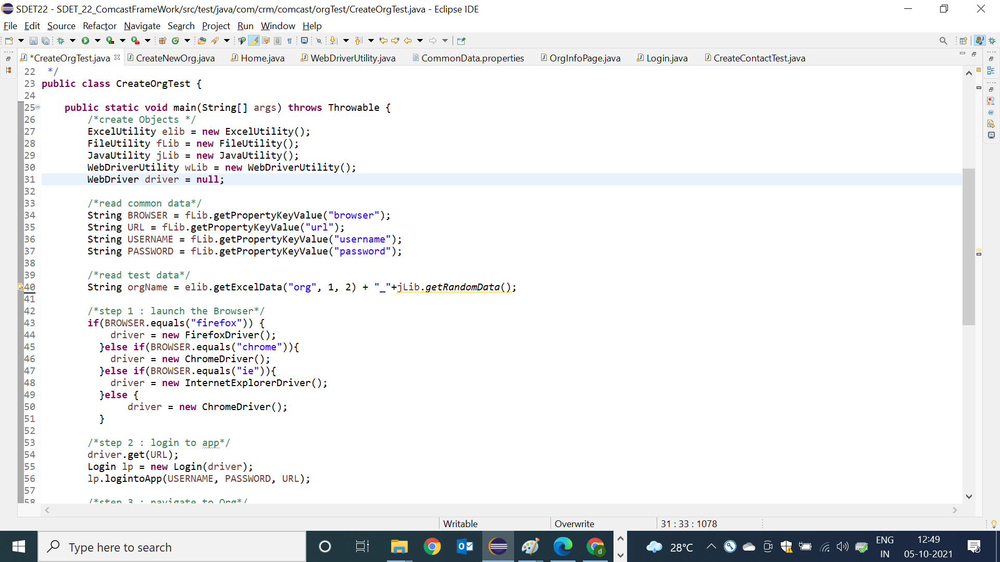 SDET22 - SDET_22_ComcastFrameWork/src/test/java/com/crm/comcast/orgTest/CreateOrgTest.java - Eclipse IDE
File Edit Source Refactor Navigate Search Project Run Window Help
*CreateOrgTest.java CreateNewOrg.java Home.java WebDriverUtility.java CommonData.properties OrgInfoPage.java Login.java CreateContactTest.java
22 */
23 public class CreateOrgTest {
24
25 public static void main(String[] args) throws Throwable {
26 /*create Objects */
27 ExcelUtility elib = new ExcelUtility();
28 FileUtility fLib = new FileUtility();
29 JavaUtility jLib = new JavaUtility();
30 WebDriverUtility wLib = new WebDriverUtility();
31 WebDriver driver = null;
32
33 /*read common data*/
34 String BROWSER = fLib.getPropertyKeyValue("browser");
35 String URL = fLib.getPropertyKeyValue("url");
36 String USERNAME = fLib.getPropertyKeyValue("username");
37 String PASSWORD = fLib.getPropertyKeyValue("password");
38
39 /*read test data*/
40 String orgName = elib.getExcelData("org", 1, 2) + "_"+jLib.getRandomData();
41
42 /*step 1 : launch the Browser*/
43 if(BROWSER.equals("firefox")) {
44 driver = new FirefoxDriver();
45 }else if(BROWSER.equals("chrome")){
46 driver = new ChromeDriver();
47 }else if(BROWSER.equals("ie")){
48 driver = new InternetExplorerDriver();
49 }else {
50 driver = new ChromeDriver();
51 }
52
53 /*step 2 : login to app*/
54 driver.get(URL);
55 Login lp = new Login(driver);
56 lp.logintoApp(USERNAME, PASSWORD, URL);
57
58 /*step 3 : navigate to Org*/
Writable Overwrite 31 : 33 : 1078
Type here to search
28°C
ENG
IN
12:49
05-10-2021